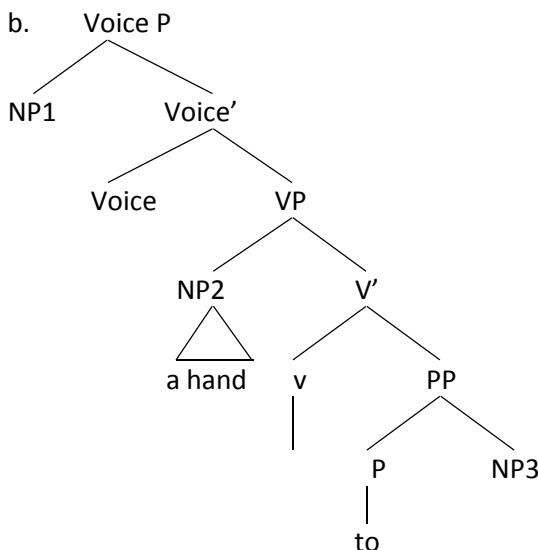 b. Voice P
NP1 Voice’
Voice VP
NP2 V’
a hand v PP
P NP3
to